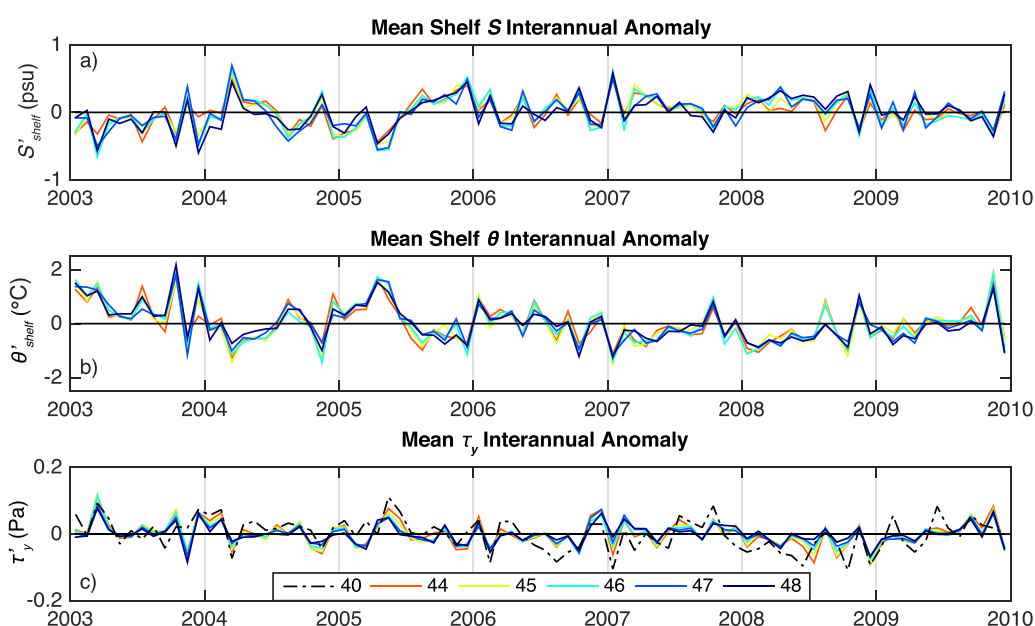 Mean Shelf S Interannual Anomaly
a)
S'shelf (psu)
1
0
-1
2003 2004 2005 2006 2007 2008 2009 2010
Mean Shelf θ Interannual Anomaly
b)
θ'shelf (°C)
2
0
-2
2003 2004 2005 2006 2007 2008 2009 2010
Mean τy Interannual Anomaly
c)
τ'y (Pa)
0.2
0
-0.2
40 44 45 46 47 48
2003 2004 2005 2006 2007 2008 2009 2010